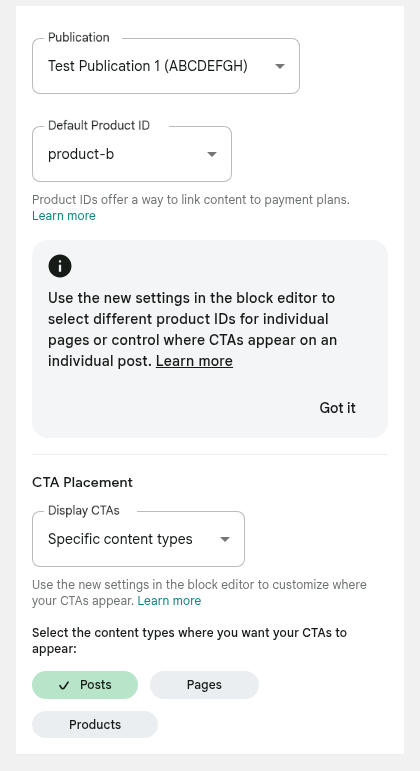 Publication
Test Publication 1 (ABCDEFGH)
Default Product ID
product-b
Product IDs offer a way to link content to payment plans.
Learn more
Use the new settings in the block editor to
select different product IDs for individual
pages or control where CTAs appear on an
individual post. Learn more
Got it
CTA Placement
Display CTAs
Specific content types
Use the new settings in the block editor to customize where
your CTAs appear. Learn more
Select the content types where you want your CTAs to
appear:
Posts
Pages
Products